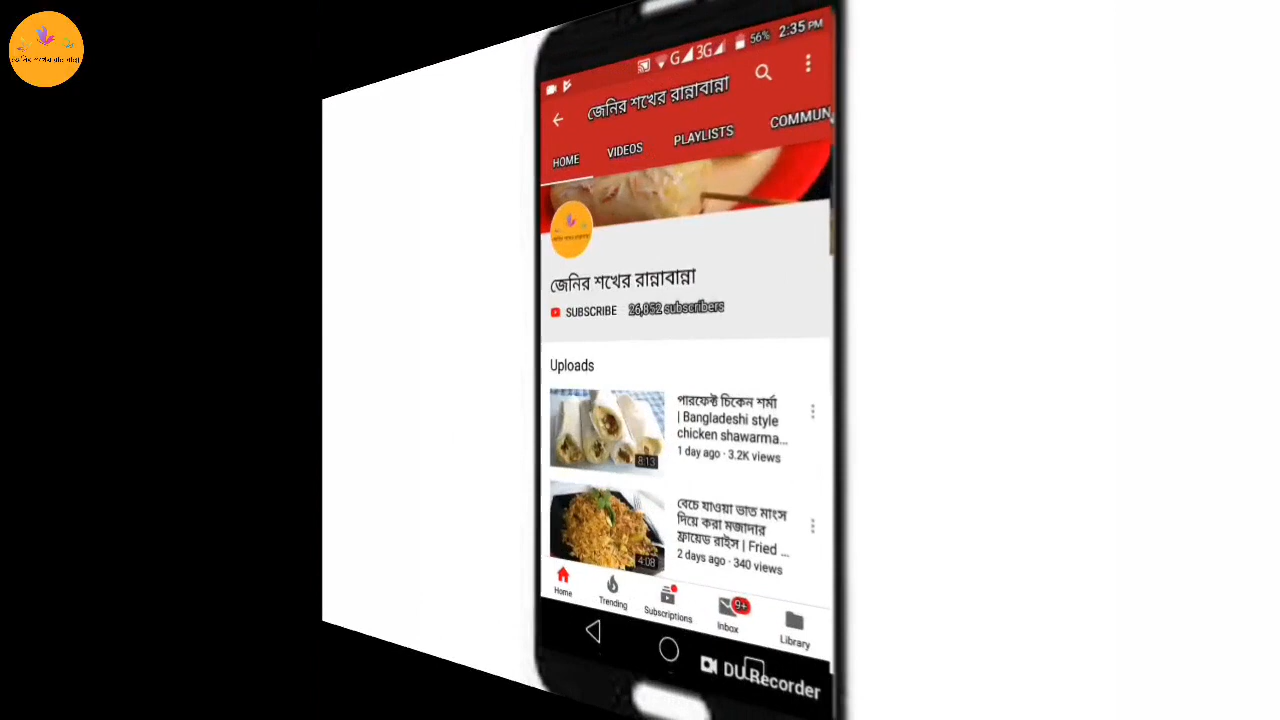 জেনির শখের রান্নাবান্না
G 3G 56% 2:35 PM
জেনির শখের রান্নাবান্না
HOME VIDEOS PLAYLISTS COMMUN
জেনির শখের রান্নাবান্না
SUBSCRIBE 26,852 subscribers
Uploads
পারফেক্ট চিকেন শর্মা
| Bangladeshi style
chicken shawarma...
1 day ago · 3.2K views
8:13
বেচে যাওয়া ভাত মাংস
দিয়ে করা মজাদার
ফ্রায়েড রাইস | Fried ...
2 days ago · 340 views
4:08
Home Trending Subscriptions Inbox Library
9+
DU Recorder